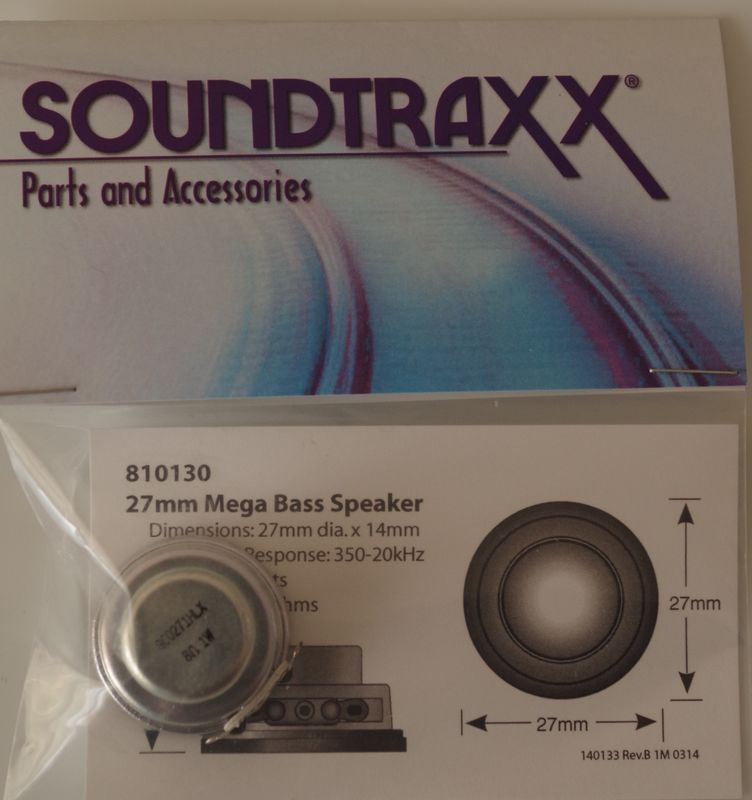 SOUNDTRAXX®
Parts and Accessories
810130
27mm Mega Bass Speaker
Dimensions: 27mm dia. x 14mm
Response: 350-20kHz
27mm
8Ω 1W
27mm
140133 Rev.B 1M 0314